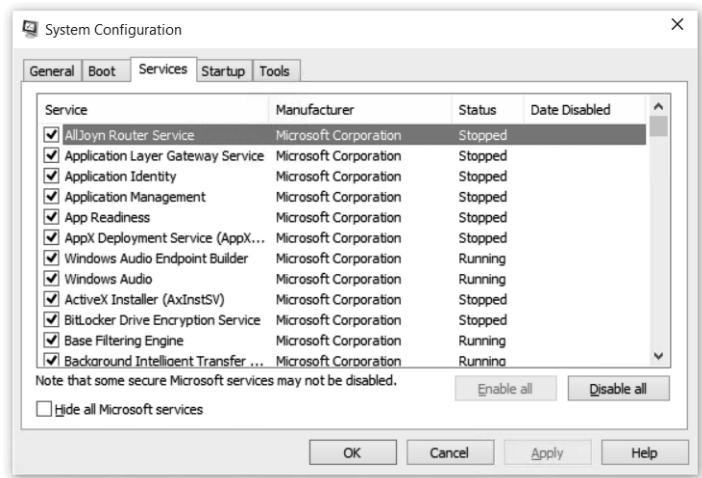 System Configuration
General Boot Services Startup Tools
Service Manufacturer Status Date Disabled
AllJoyn Router Service Microsoft Corporation Stopped
Application Layer Gateway Service Microsoft Corporation Stopped
Application Identity Microsoft Corporation Stopped
Application Management Microsoft Corporation Stopped
App Readiness Microsoft Corporation Stopped
AppX Deployment Service (AppX... Microsoft Corporation Stopped
Windows Audio Endpoint Builder Microsoft Corporation Running
Windows Audio Microsoft Corporation Running
ActiveX Installer (AxInstSV) Microsoft Corporation Stopped
BitLocker Drive Encryption Service Microsoft Corporation Stopped
Base Filtering Engine Microsoft Corporation Running
Background Intelligent Transfer ... Microsoft Corporation Running
Note that some secure Microsoft services may not be disabled.
Enable all Disable all
Hide all Microsoft services
OK Cancel Apply Help